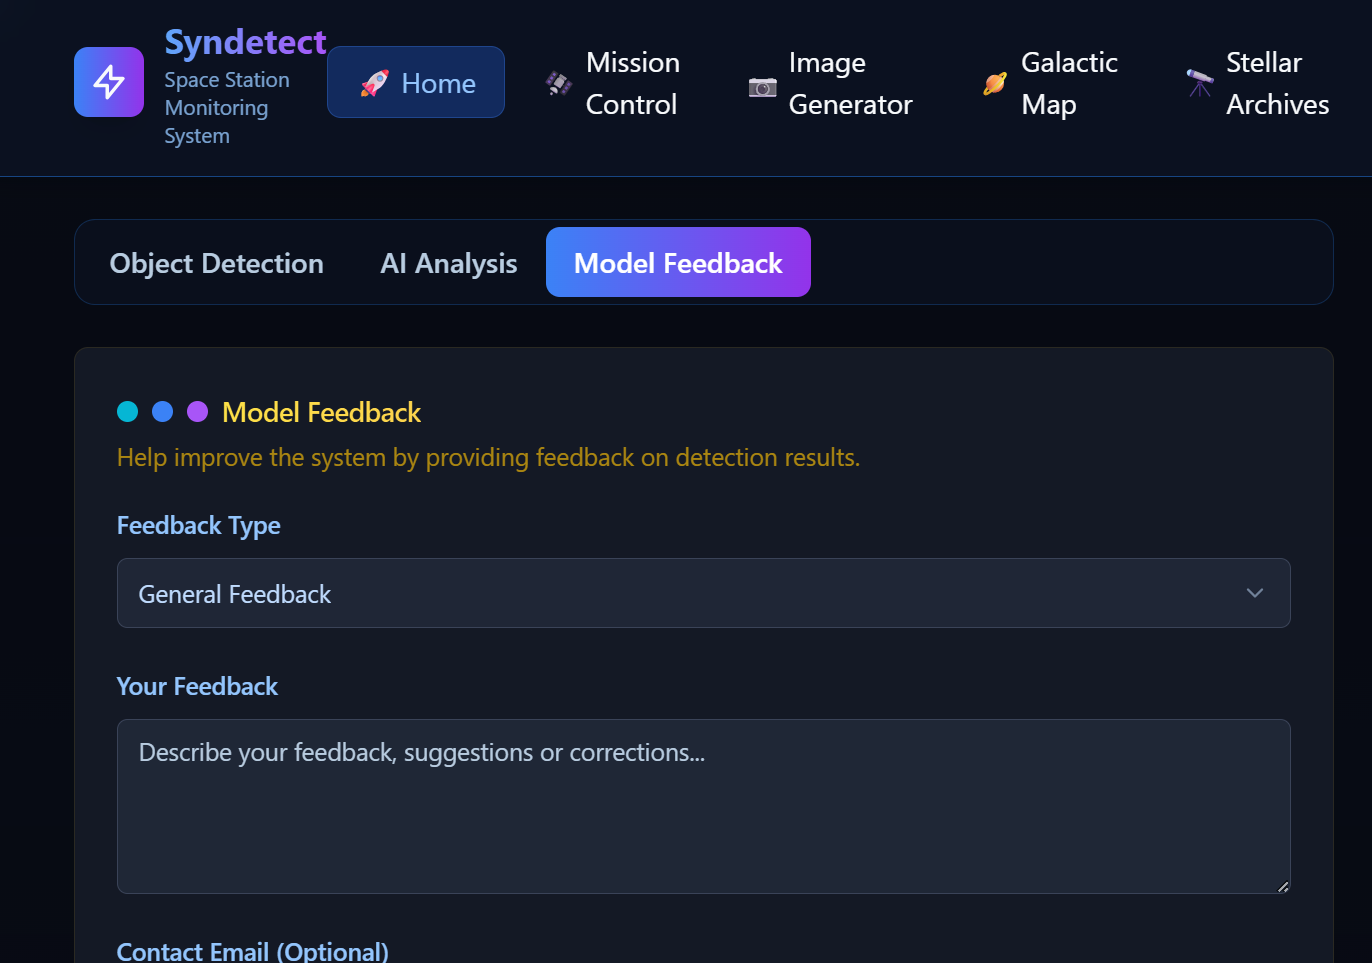 Syndetect
Space Station
Monitoring
System
Home
Mission
Control
Image
Generator
Galactic
Map
Stellar
Archives
Object Detection
AI Analysis
Model Feedback
Model Feedback
Help improve the system by providing feedback on detection results.
Feedback Type
General Feedback
Your Feedback
Describe your feedback, suggestions or corrections...
Contact Email (Optional)